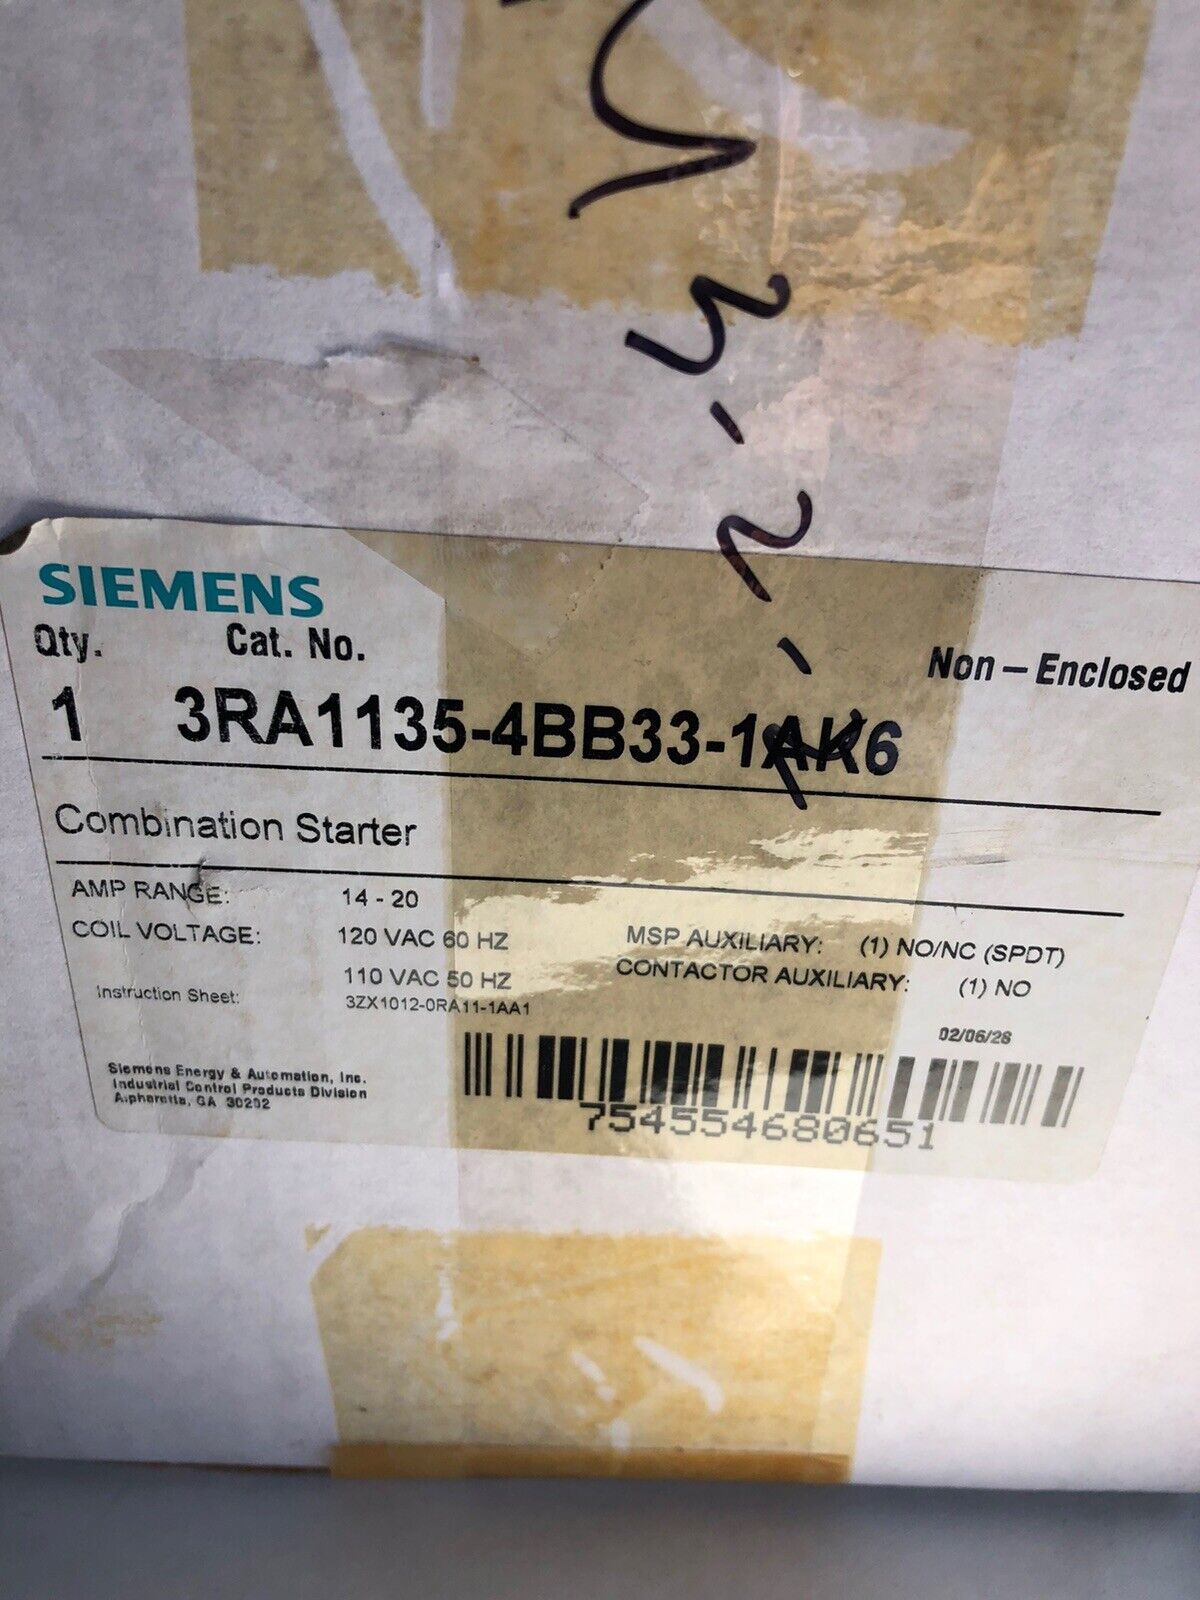 SIEMENS
Qty. Cat. No.
Non-Enclosed
1 3RA1135-4BB33-1AK6
Combination Starter
AMP RANGE: 14 - 20
COIL VOLTAGE: 120 VAC 60 HZ
110 VAC 50 HZ
MSP AUXILIARY: (1) NO/NC (SPDT)
CONTACTOR AUXILIARY: (1) NO
Instruction Sheet: 3ZX1012-0RA11-1AA1
02/06/28
Siemens Energy & Automation, Inc.
Industrial Control Products Division
Alpharetta, GA 30202
754554680651